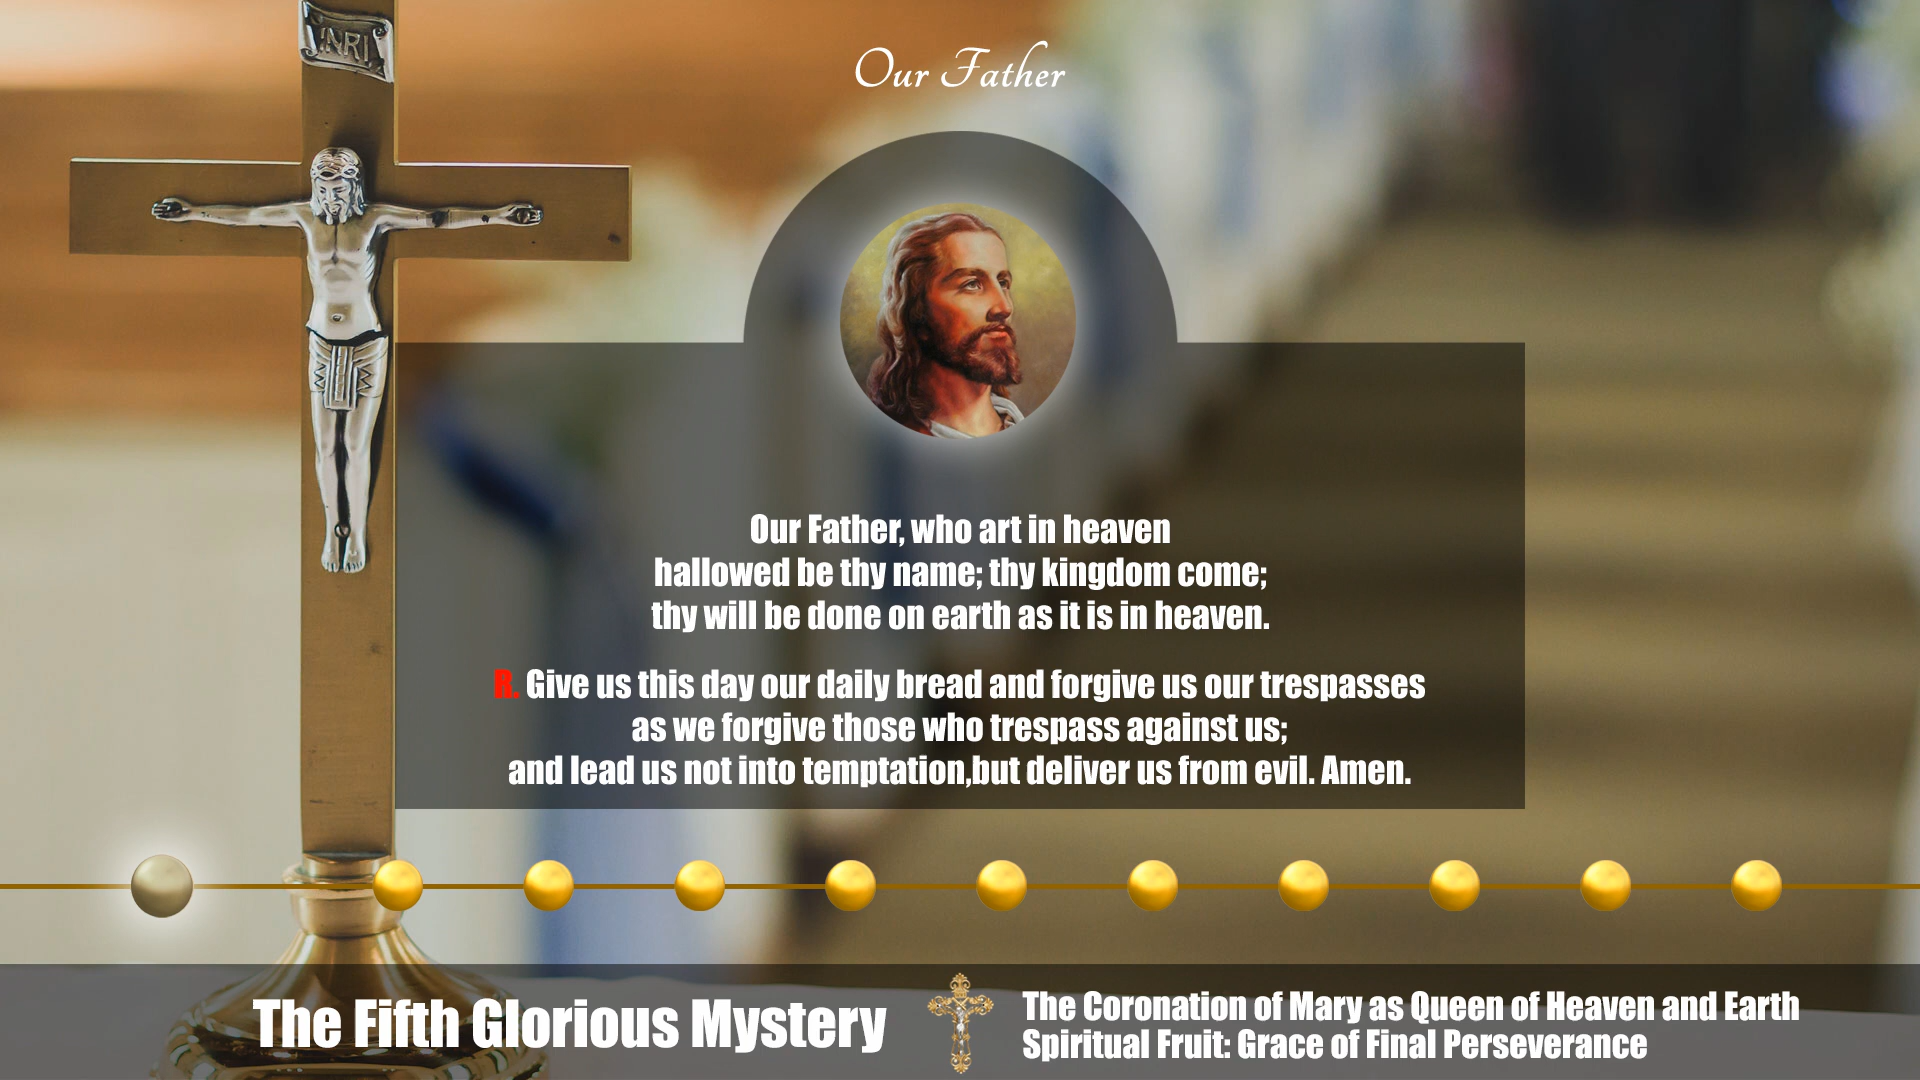 INRI
Our Father
Our Father, who art in heaven
hallowed be thy name; thy kingdom come;
thy will be done on earth as it is in heaven.
R. Give us this day our daily bread and forgive us our trespasses
as we forgive those who trespass against us;
and lead us not into temptation,but deliver us from evil. Amen.
The Fifth Glorious Mystery
The Coronation of Mary as Queen of Heaven and Earth
Spiritual Fruit: Grace of Final Perseverance